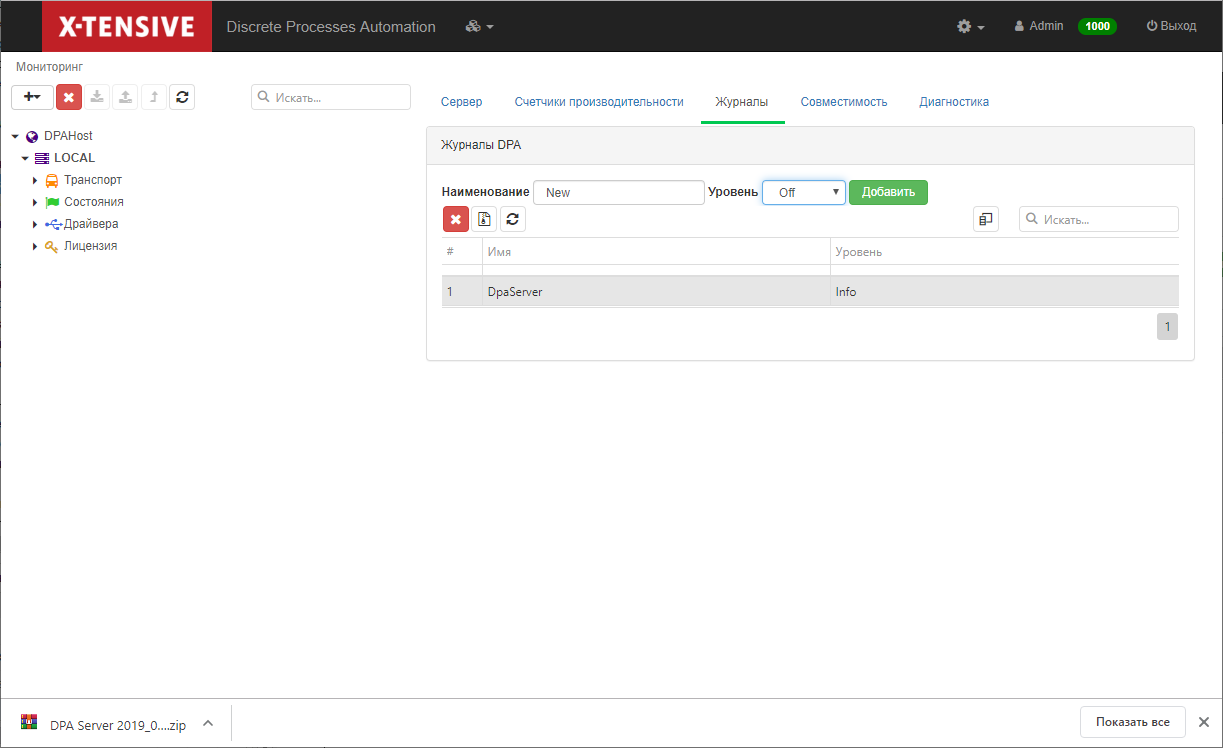 X-TENSIVE Discrete Processes Automation Admin 1000 Выход
Мониторинг
Искать...
Сервер Счетчики производительности Журналы Совместимость Диагностика
DPAHost
LOCAL
Транспорт
Состояния
Драйвера
Лицензия
Журналы DPA
Наименование New Уровень Off Добавить
Искать...
# Имя Уровень
1 DpaServer Info
1
DPA Server 2019_0....zip Показать все